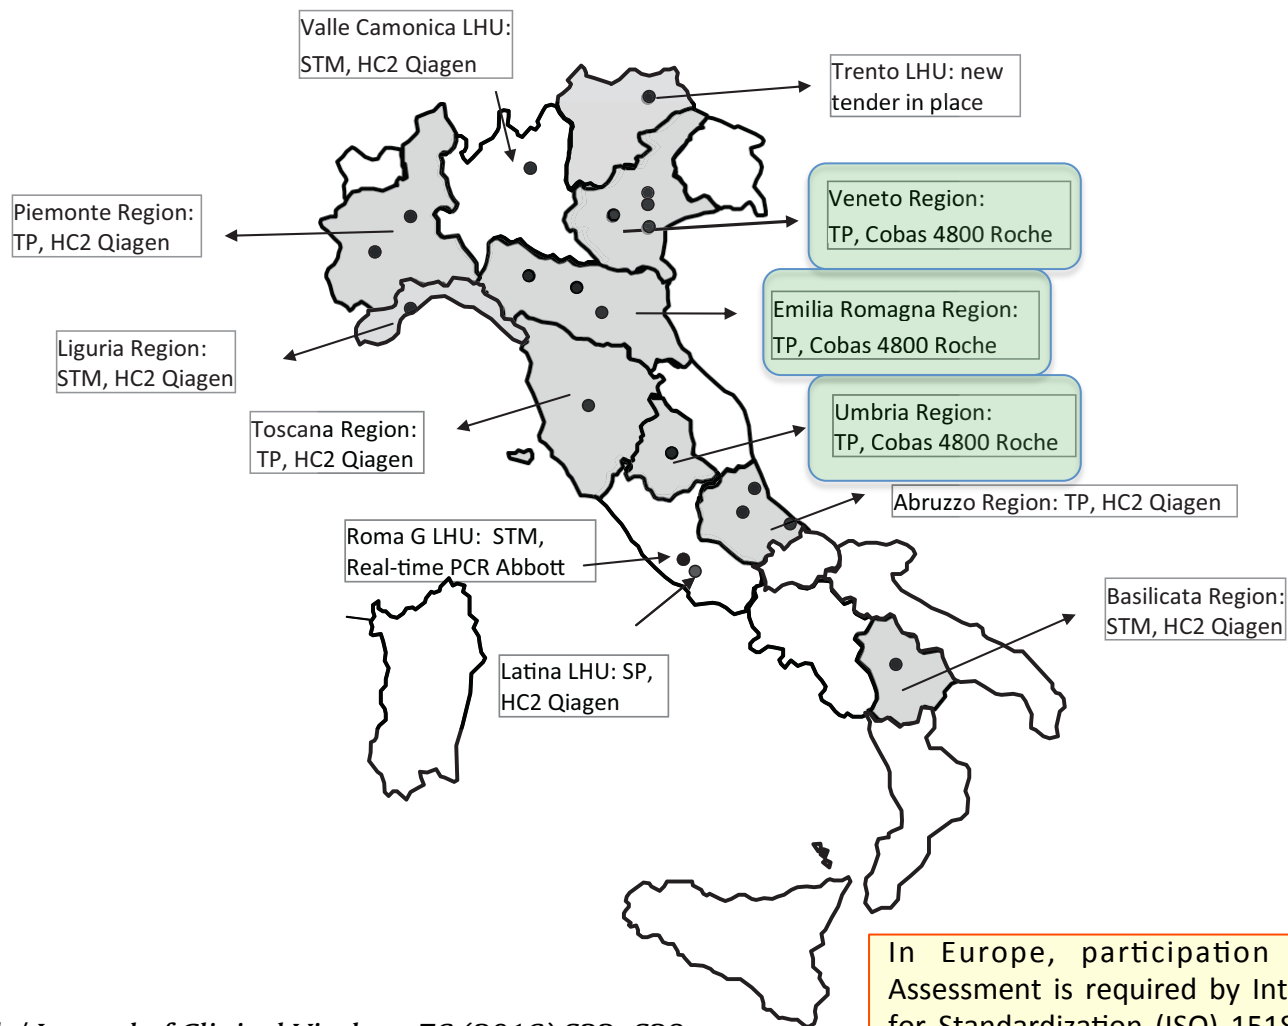 Valle Camonica LHU:
STM, HC2 Qiagen
Trento LHU: new
tender in place
Piemonte Region:
TP, HC2 Qiagen
Veneto Region:
TP, Cobas 4800 Roche
Emilia Romagna Region:
TP, Cobas 4800 Roche
Liguria Region:
STM, HC2 Qiagen
Toscana Region:
TP, HC2 Qiagen
Umbria Region:
TP, Cobas 4800 Roche
Abruzzo Region: TP, HC2 Qiagen
Roma G LHU: STM,
Real-time PCR Abbott
Basilicata Region:
STM, HC2 Qiagen
Latina LHU: SP,
HC2 Qiagen
In Europe, participation
Assessment is required by Int
for Standardization (ISO) 1518